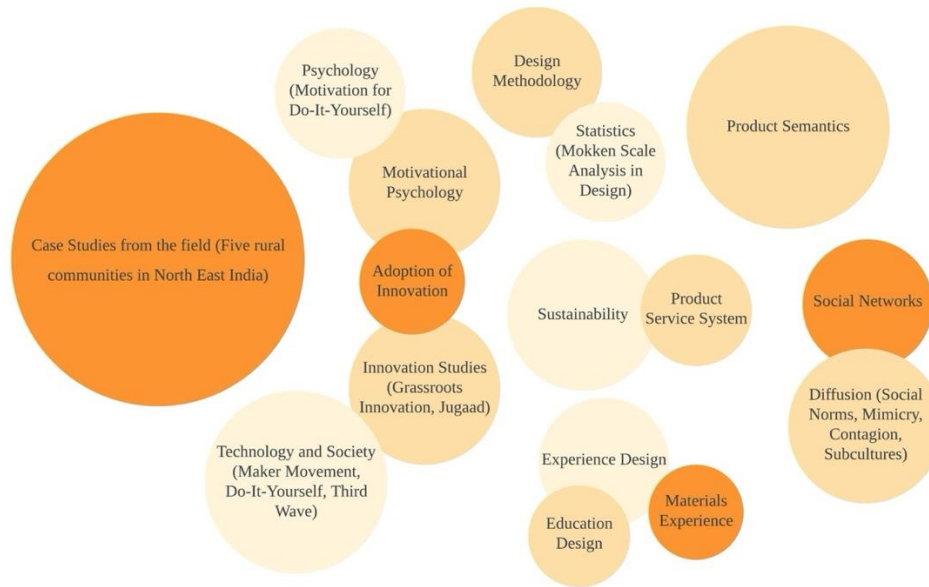 Psychology
(Motivation for
Do-It-Yourself)
Design
Methodology
Product Semantics
Statistics
(Mokken Scale
Analysis in
Design)
Motivational
Psychology
Case Studies from the field (Five rural
communities in North East India)
Adoption of
Innovation
Sustainability
Product
Service System
Social Networks
Innovation Studies
(Grassroots
Innovation, Jugaad)
Diffusion (Social
Norms, Mimicry,
Contagion,
Subcultures)
Technology and Society
(Maker Movement,
Do-It-Yourself, Third
Wave)
Experience Design
Materials
Experience
Education
Design